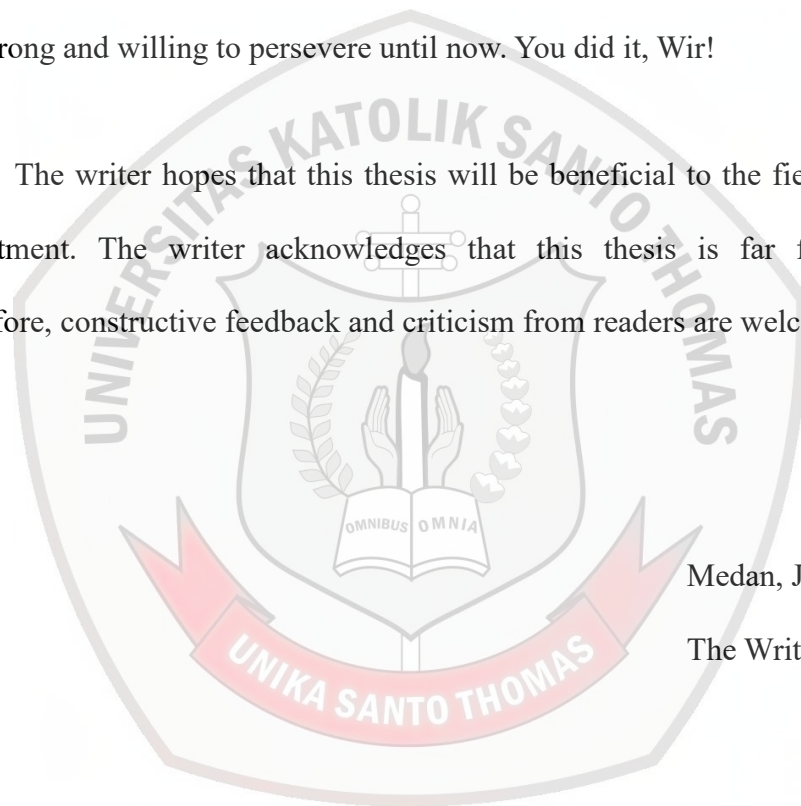 rong and willing to persevere until now. You did it, Wir!
The writer hopes that this thesis will be beneficial to the fie
tment. The writer acknowledges that this thesis is far f
fore, constructive feedback and criticism from readers are welc
UNIVERSITAS KATOLIK SANTO THOMAS
OMNIBUS OMNIA
Medan, J
The Writ
UNIKA SANTO THOMAS